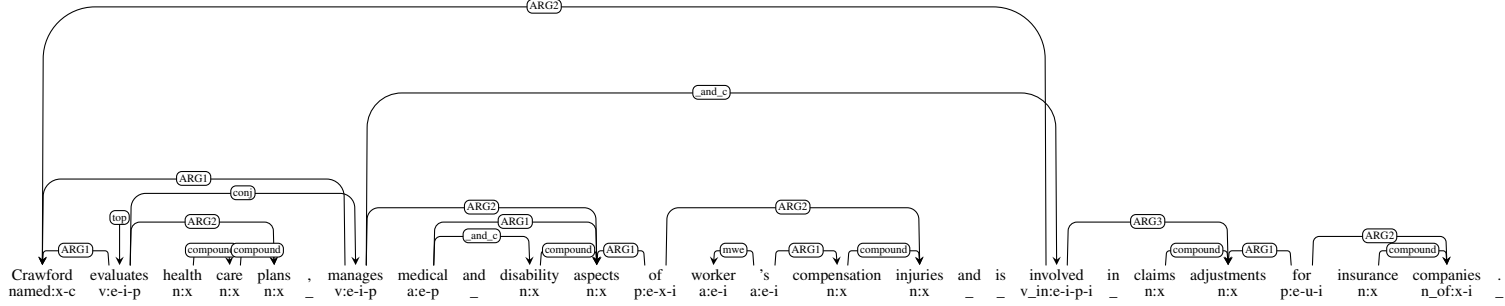 ARG2
_and_c
ARG1
conj
ARG2 ARG2
top ARG2 ARG1 ARG3
_and_c ARG2
ARG1 compound compound compound ARG1 mwe ARG1 compound compound ARG1 compound
Crawford evaluates health care plans , manages medical and disability aspects of worker 's compensation injuries and is involved in claims adjustments for insurance companies .
named:x-c v:e-i-p n:x n:x n:x _ v:e-i-p a:e-p _ n:x n:x p:e-x-i a:e-i a:e-i n:x n:x _ _ v_in:e-i-p-i _ n:x n:x p:e-u-i n:x n_of:x-i _